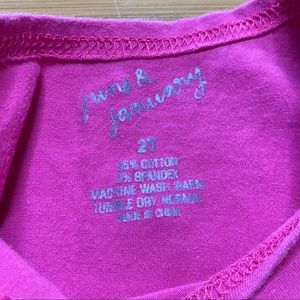 june &
january
2T
95% COTTON
5% SPANDEX
MACHINE WASH WARM
TUMBLE DRY NORMAL
MADE IN CHINA